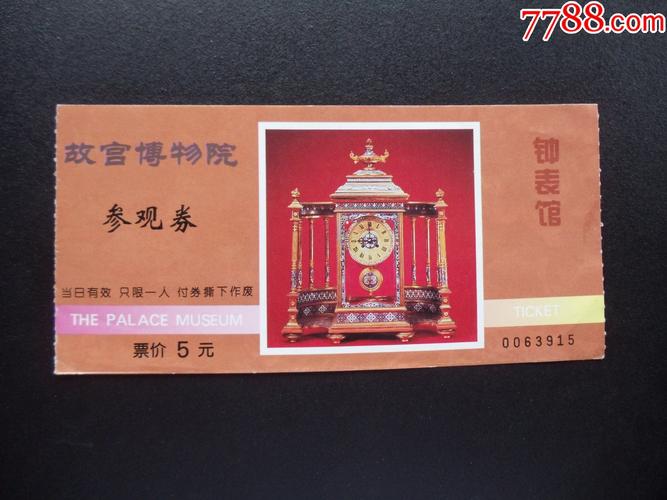 7788.com
故宫博物院
参观券
当日有效 只限一人 付券撕下作废
THE PALACE MUSEUM
票价 5 元
钟表馆
TICKET
0063915